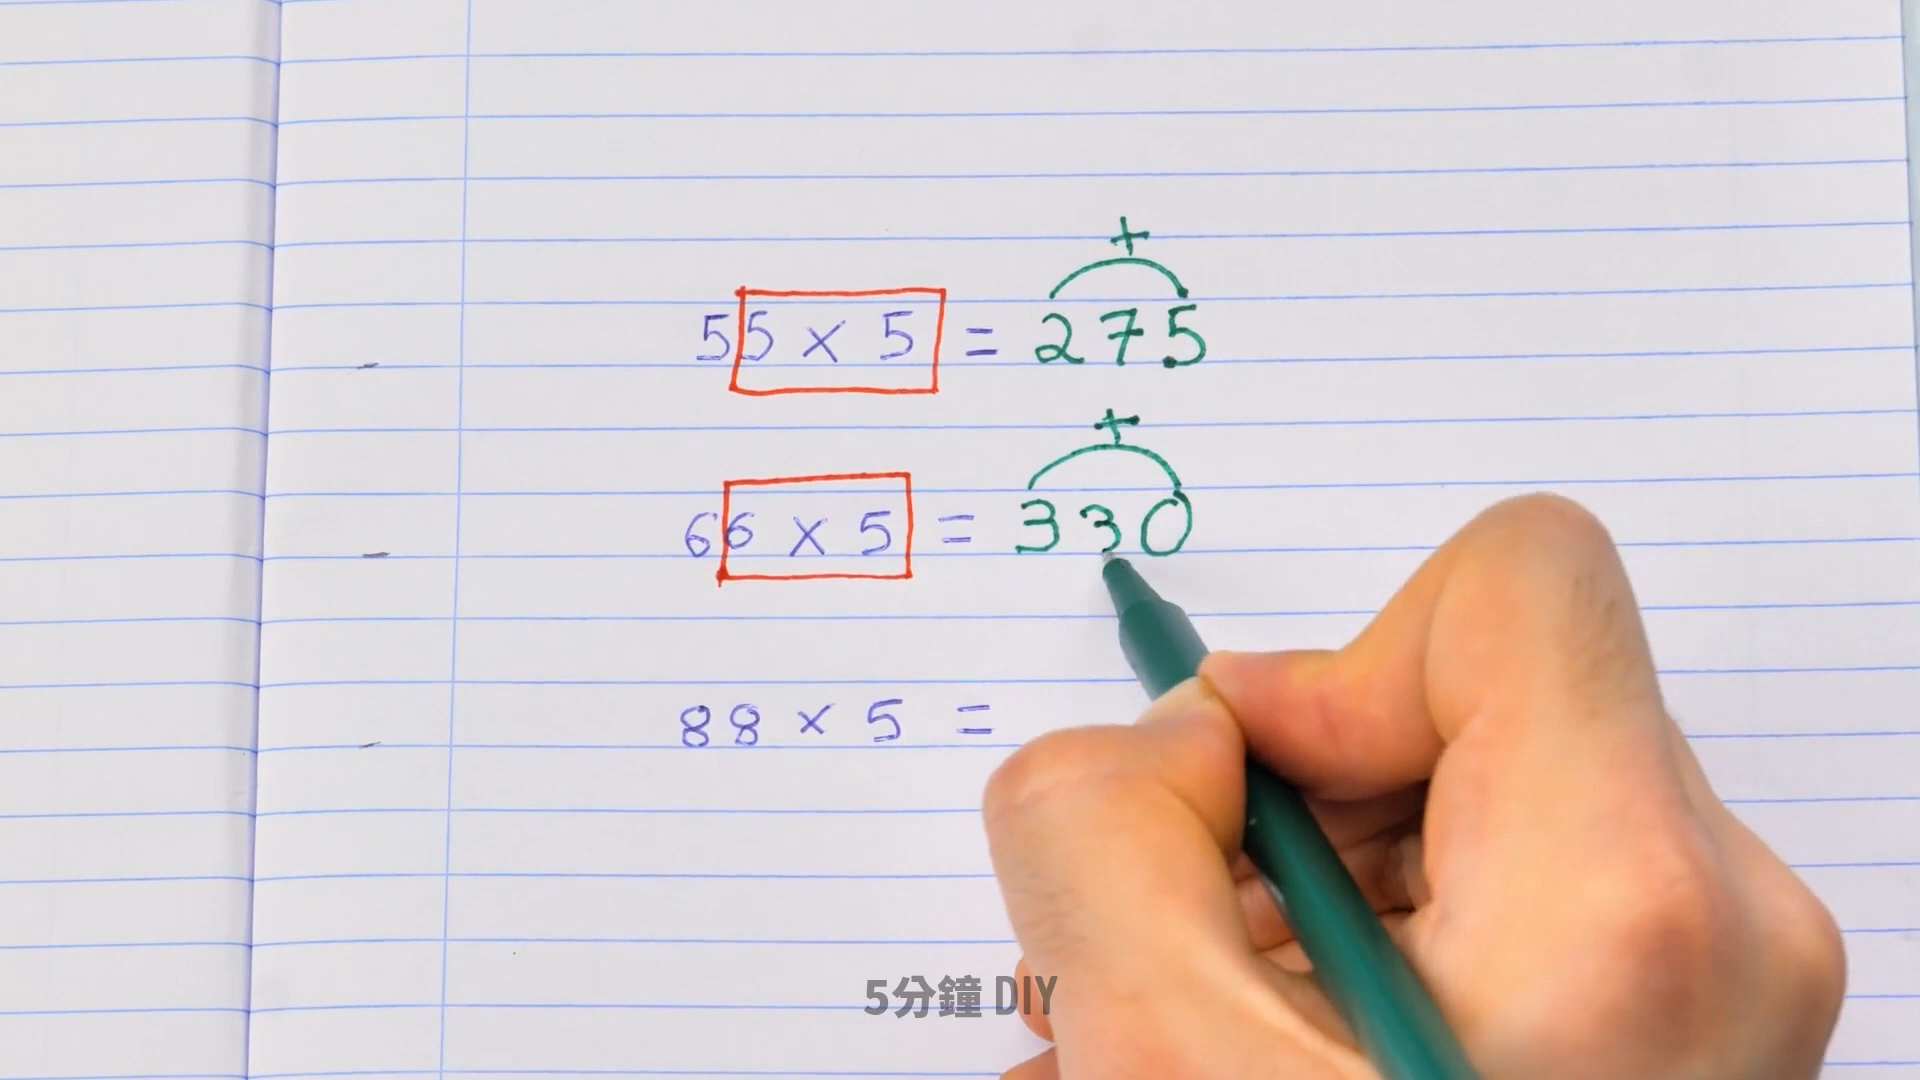 +
55 × 5 = 275
+
66 × 5 = 330
88 × 5 =
5分鐘 DIY